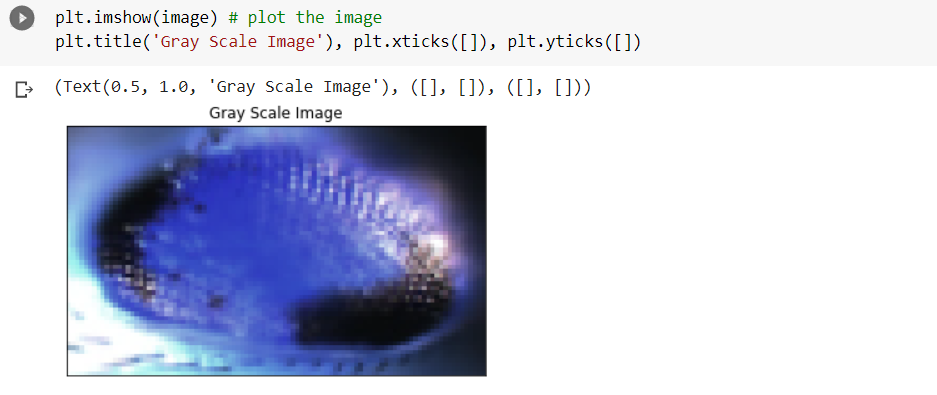 plt.imshow(image) # plot the image
plt.title('Gray Scale Image'), plt.xticks([]), plt.yticks([])
(Text(0.5, 1.0, 'Gray Scale Image'), ([], []), ([], []))
Gray Scale Image